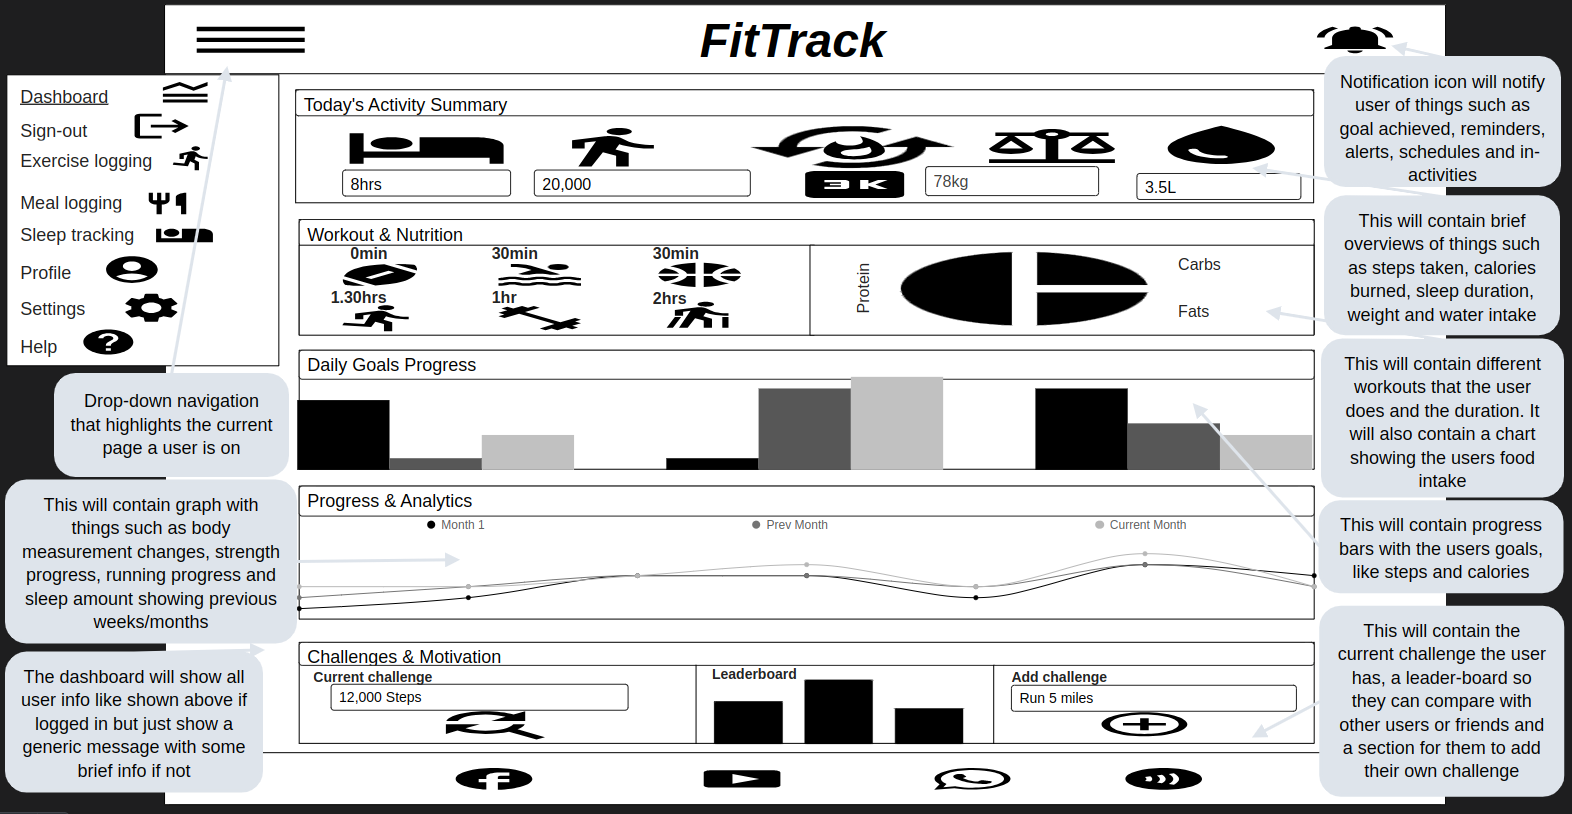 FitTrack
Dashboard
Sign-out
Exercise logging
Meal logging
Sleep tracking
Profile
Settings
Help
Drop-down navigation
that highlights the current
page a user is on
This will contain graph with
things such as body
measurement changes, strength
progress, running progress and
sleep amount showing previous
weeks/months
The dashboard will show all
user info like shown above if
logged in but just show a
generic message with some
brief info if not
Today's Activity Summary
8hrs
20,000
3K
78kg
3.5L
Workout & Nutrition
0min
30min
30min
1.30hrs
1hr
2hrs
Protein
Carbs
Fats
Daily Goals Progress
Progress & Analytics
Month 1
Prev Month
Current Month
Challenges & Motivation
Current challenge
12,000 Steps
Leaderboard
Add challenge
Run 5 miles
Notification icon will notify
user of things such as
goal achieved, reminders,
alerts, schedules and in-
activities
This will contain brief
overviews of things such
as steps taken, calories
burned, sleep duration,
weight and water intake
This will contain different
workouts that the user
does and the duration. It
will also contain a chart
showing the users food
intake
This will contain progress
bars with the users goals,
like steps and calories
This will contain the
current challenge the user
has, a leader-board so
they can compare with
other users or friends and
a section for them to add
their own challenge